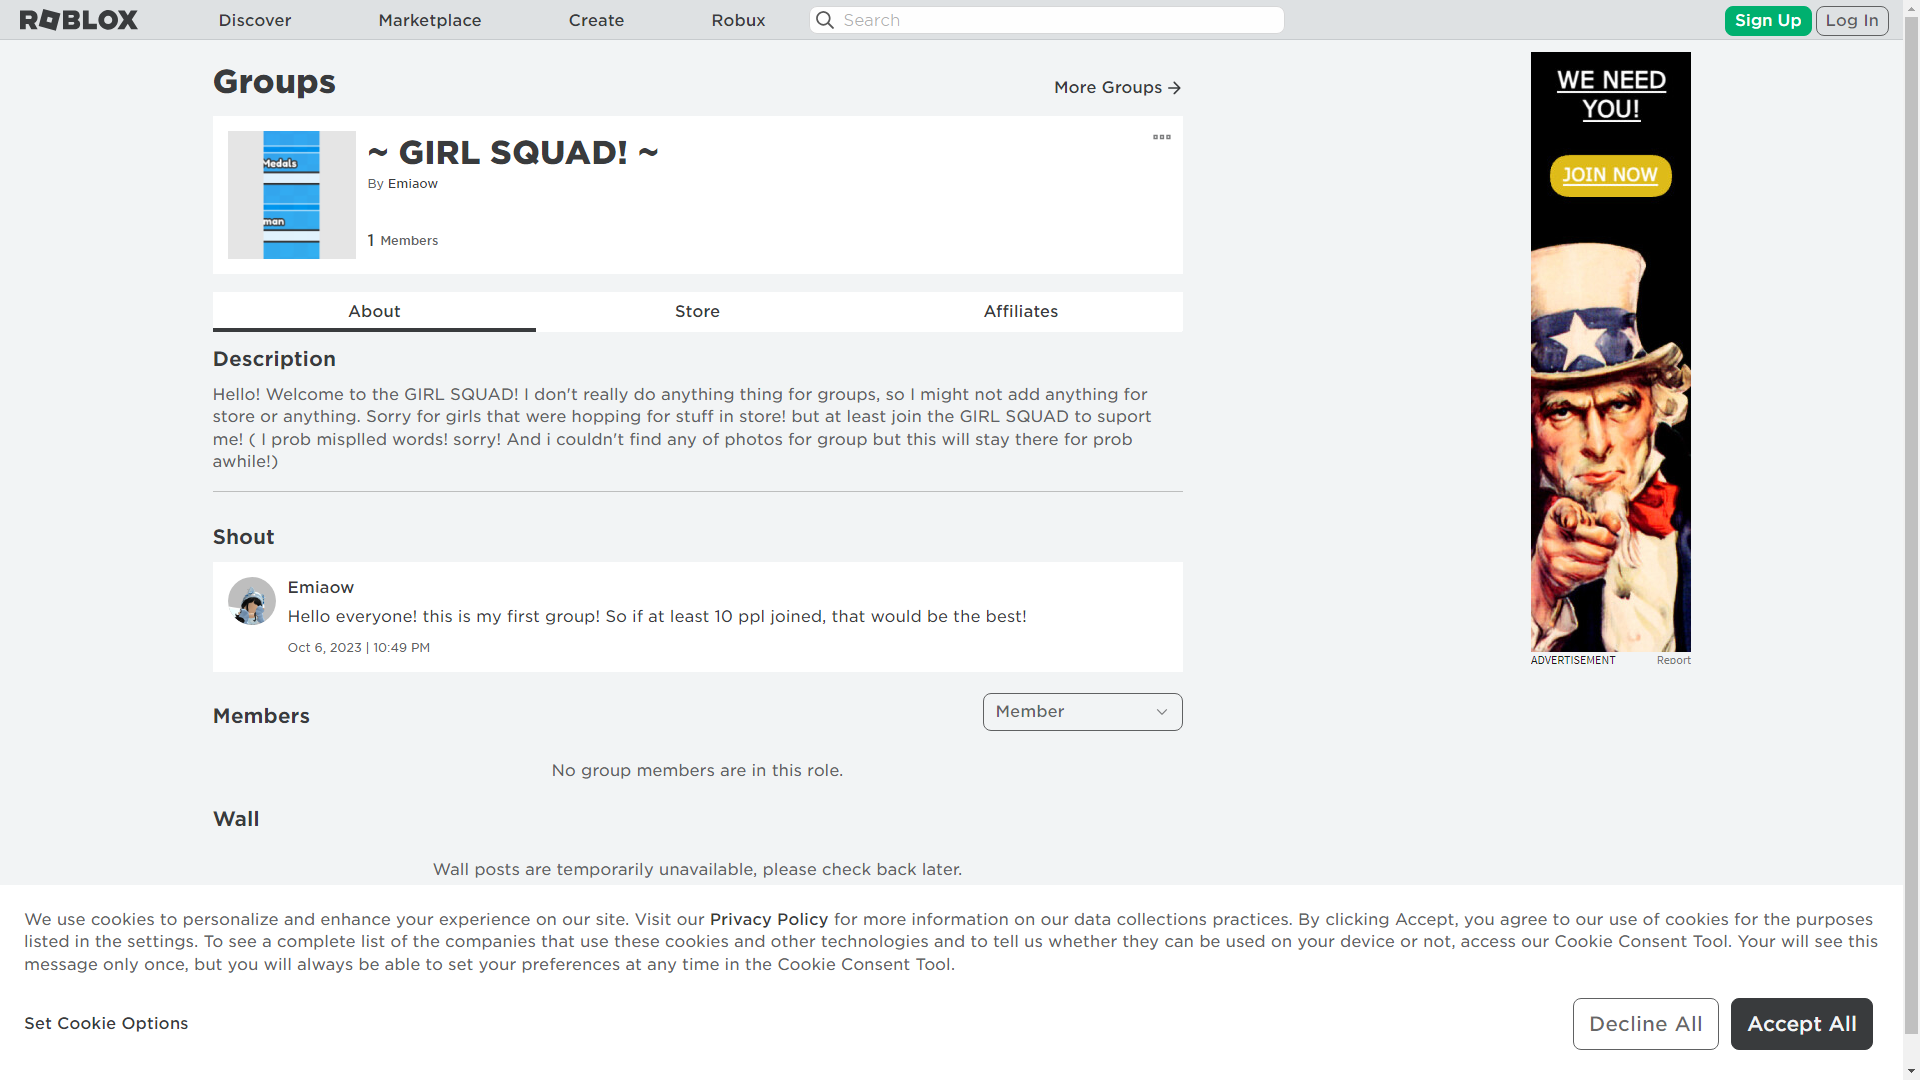 ROBLOX
Discover
Marketplace
Create
Robux
Search
Sign Up
Log In
Groups
More Groups →
Medals
man
~ GIRL SQUAD! ~
By Emiaow
1 Members
About
Store
Affiliates
Description
Hello! Welcome to the GIRL SQUAD! I don't really do anything thing for groups, so I might not add anything for
store or anything. Sorry for girls that were hopping for stuff in store! but at least join the GIRL SQUAD to suport
me! ( I prob misplled words! sorry! And i couldn't find any of photos for group but this will stay there for prob
awhile!)
Shout
Emiaow
Hello everyone! this is my first group! So if at least 10 ppl joined, that would be the best!
Oct 6, 2023 | 10:49 PM
Members
Member
No group members are in this role.
Wall
Wall posts are temporarily unavailable, please check back later.
WE NEED
YOU!
JOIN NOW
ADVERTISEMENT
Report
We use cookies to personalize and enhance your experience on our site. Visit our Privacy Policy for more information on our data collections practices. By clicking Accept, you agree to our use of cookies for the purposes
listed in the settings. To see a complete list of the companies that use these cookies and other technologies and to tell us whether they can be used on your device or not, access our Cookie Consent Tool. Your will see this
message only once, but you will always be able to set your preferences at any time in the Cookie Consent Tool.
Set Cookie Options
Decline All
Accept All